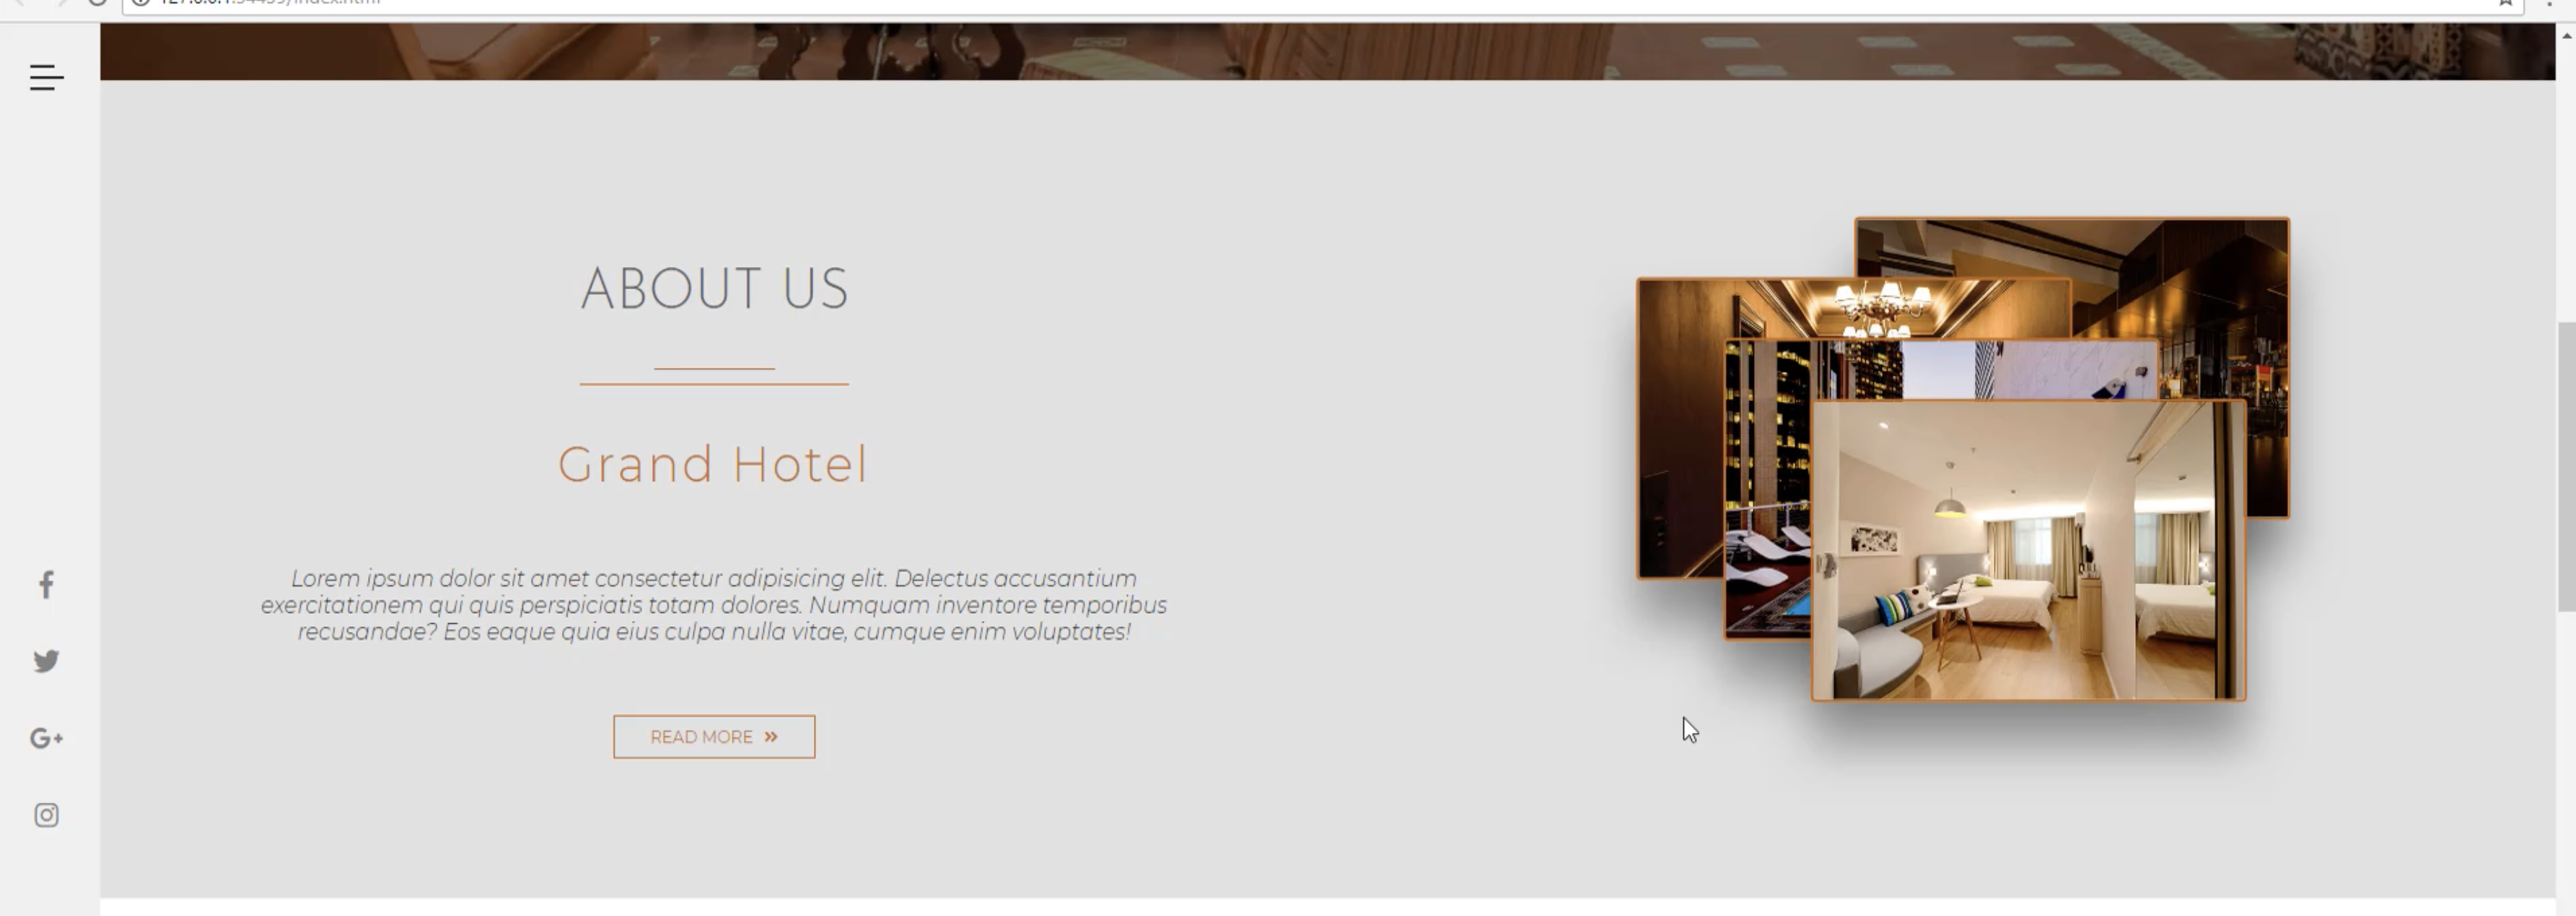 ABOUT US
Grand Hotel
Lorem ipsum dolor sit amet consectetur adipisicing elit. Delectus accusantium
exercitationem qui quis perspiciatis totam dolores. Numquam inventore temporibus
recusandae? Eos eaque quia eius culpa nulla vitae, cumque enim voluptates!
READ MORE »
G+